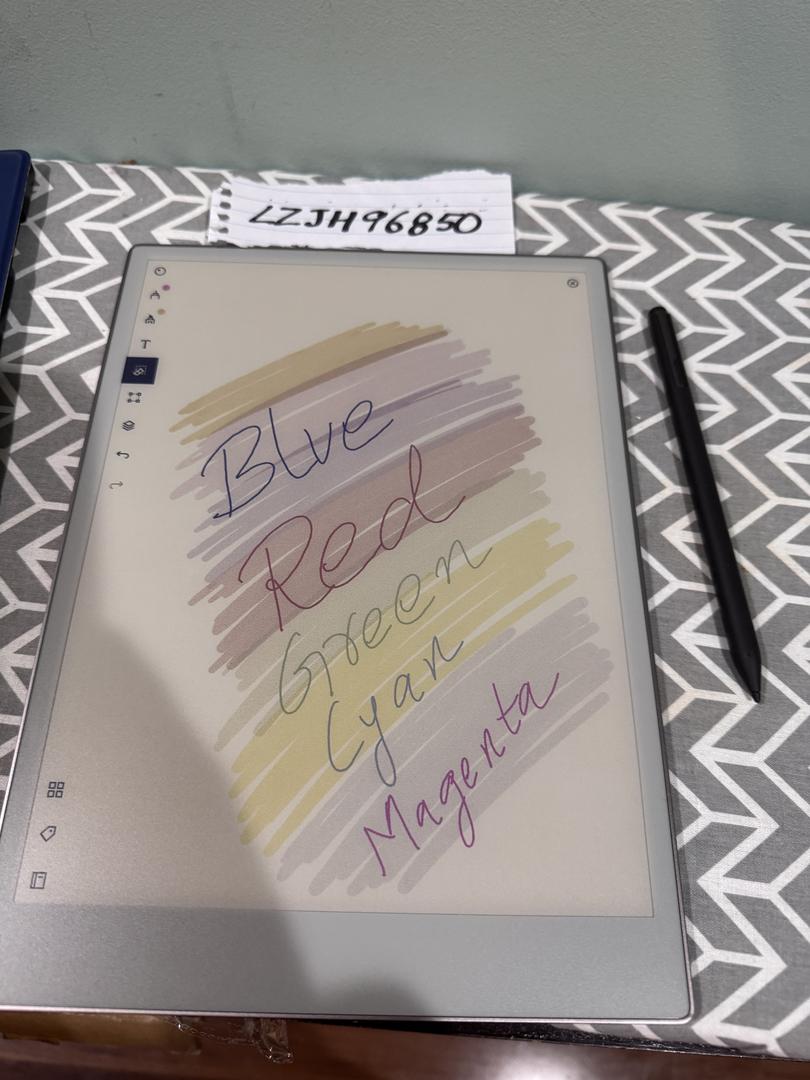 LZJH96850
T
Blue
Red
Green
Cyan
Magenta